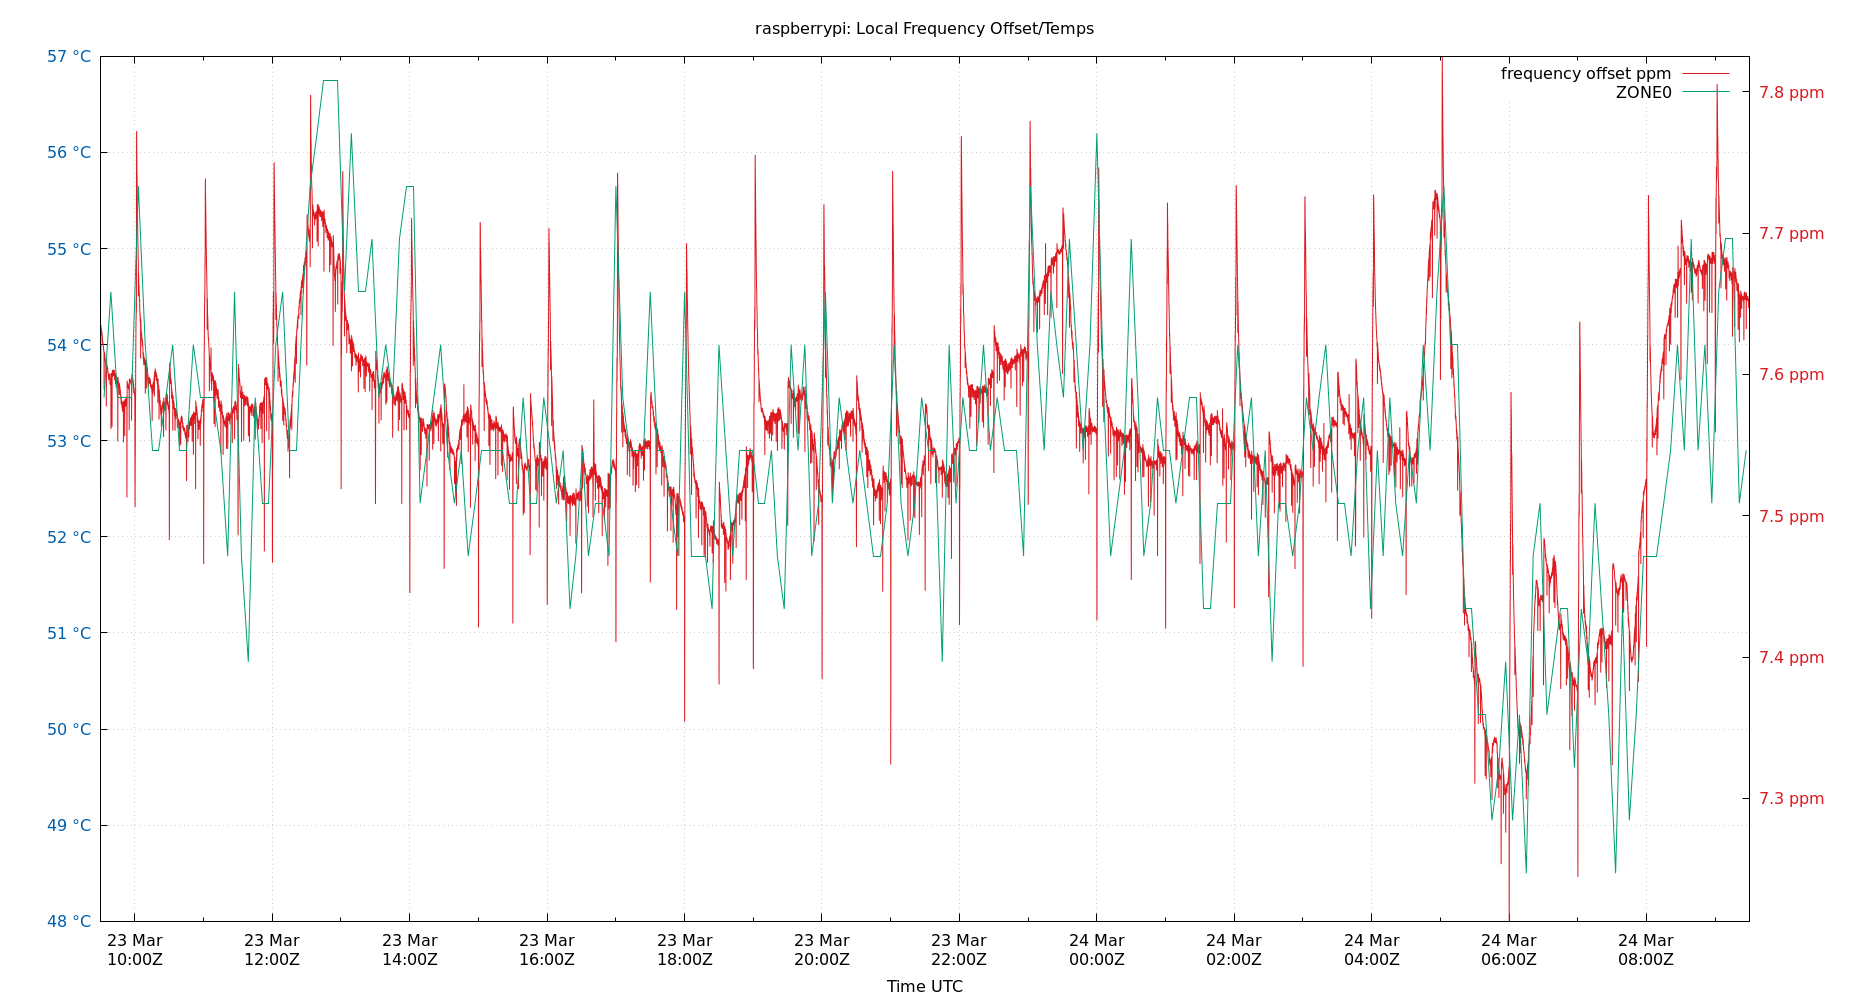 raspberrypi: Local Frequency Offset/Temps
57 °C
56 °C
55 °C
54 °C
53 °C
52 °C
51 °C
50 °C
49 °C
48 °C
frequency offset ppm
ZONE0
7.8 ppm
7.7 ppm
7.6 ppm
7.5 ppm
7.4 ppm
7.3 ppm
23 Mar
10:00Z
23 Mar
12:00Z
23 Mar
14:00Z
23 Mar
16:00Z
23 Mar
18:00Z
23 Mar
20:00Z
23 Mar
22:00Z
24 Mar
00:00Z
24 Mar
02:00Z
24 Mar
04:00Z
24 Mar
06:00Z
24 Mar
08:00Z
Time UTC